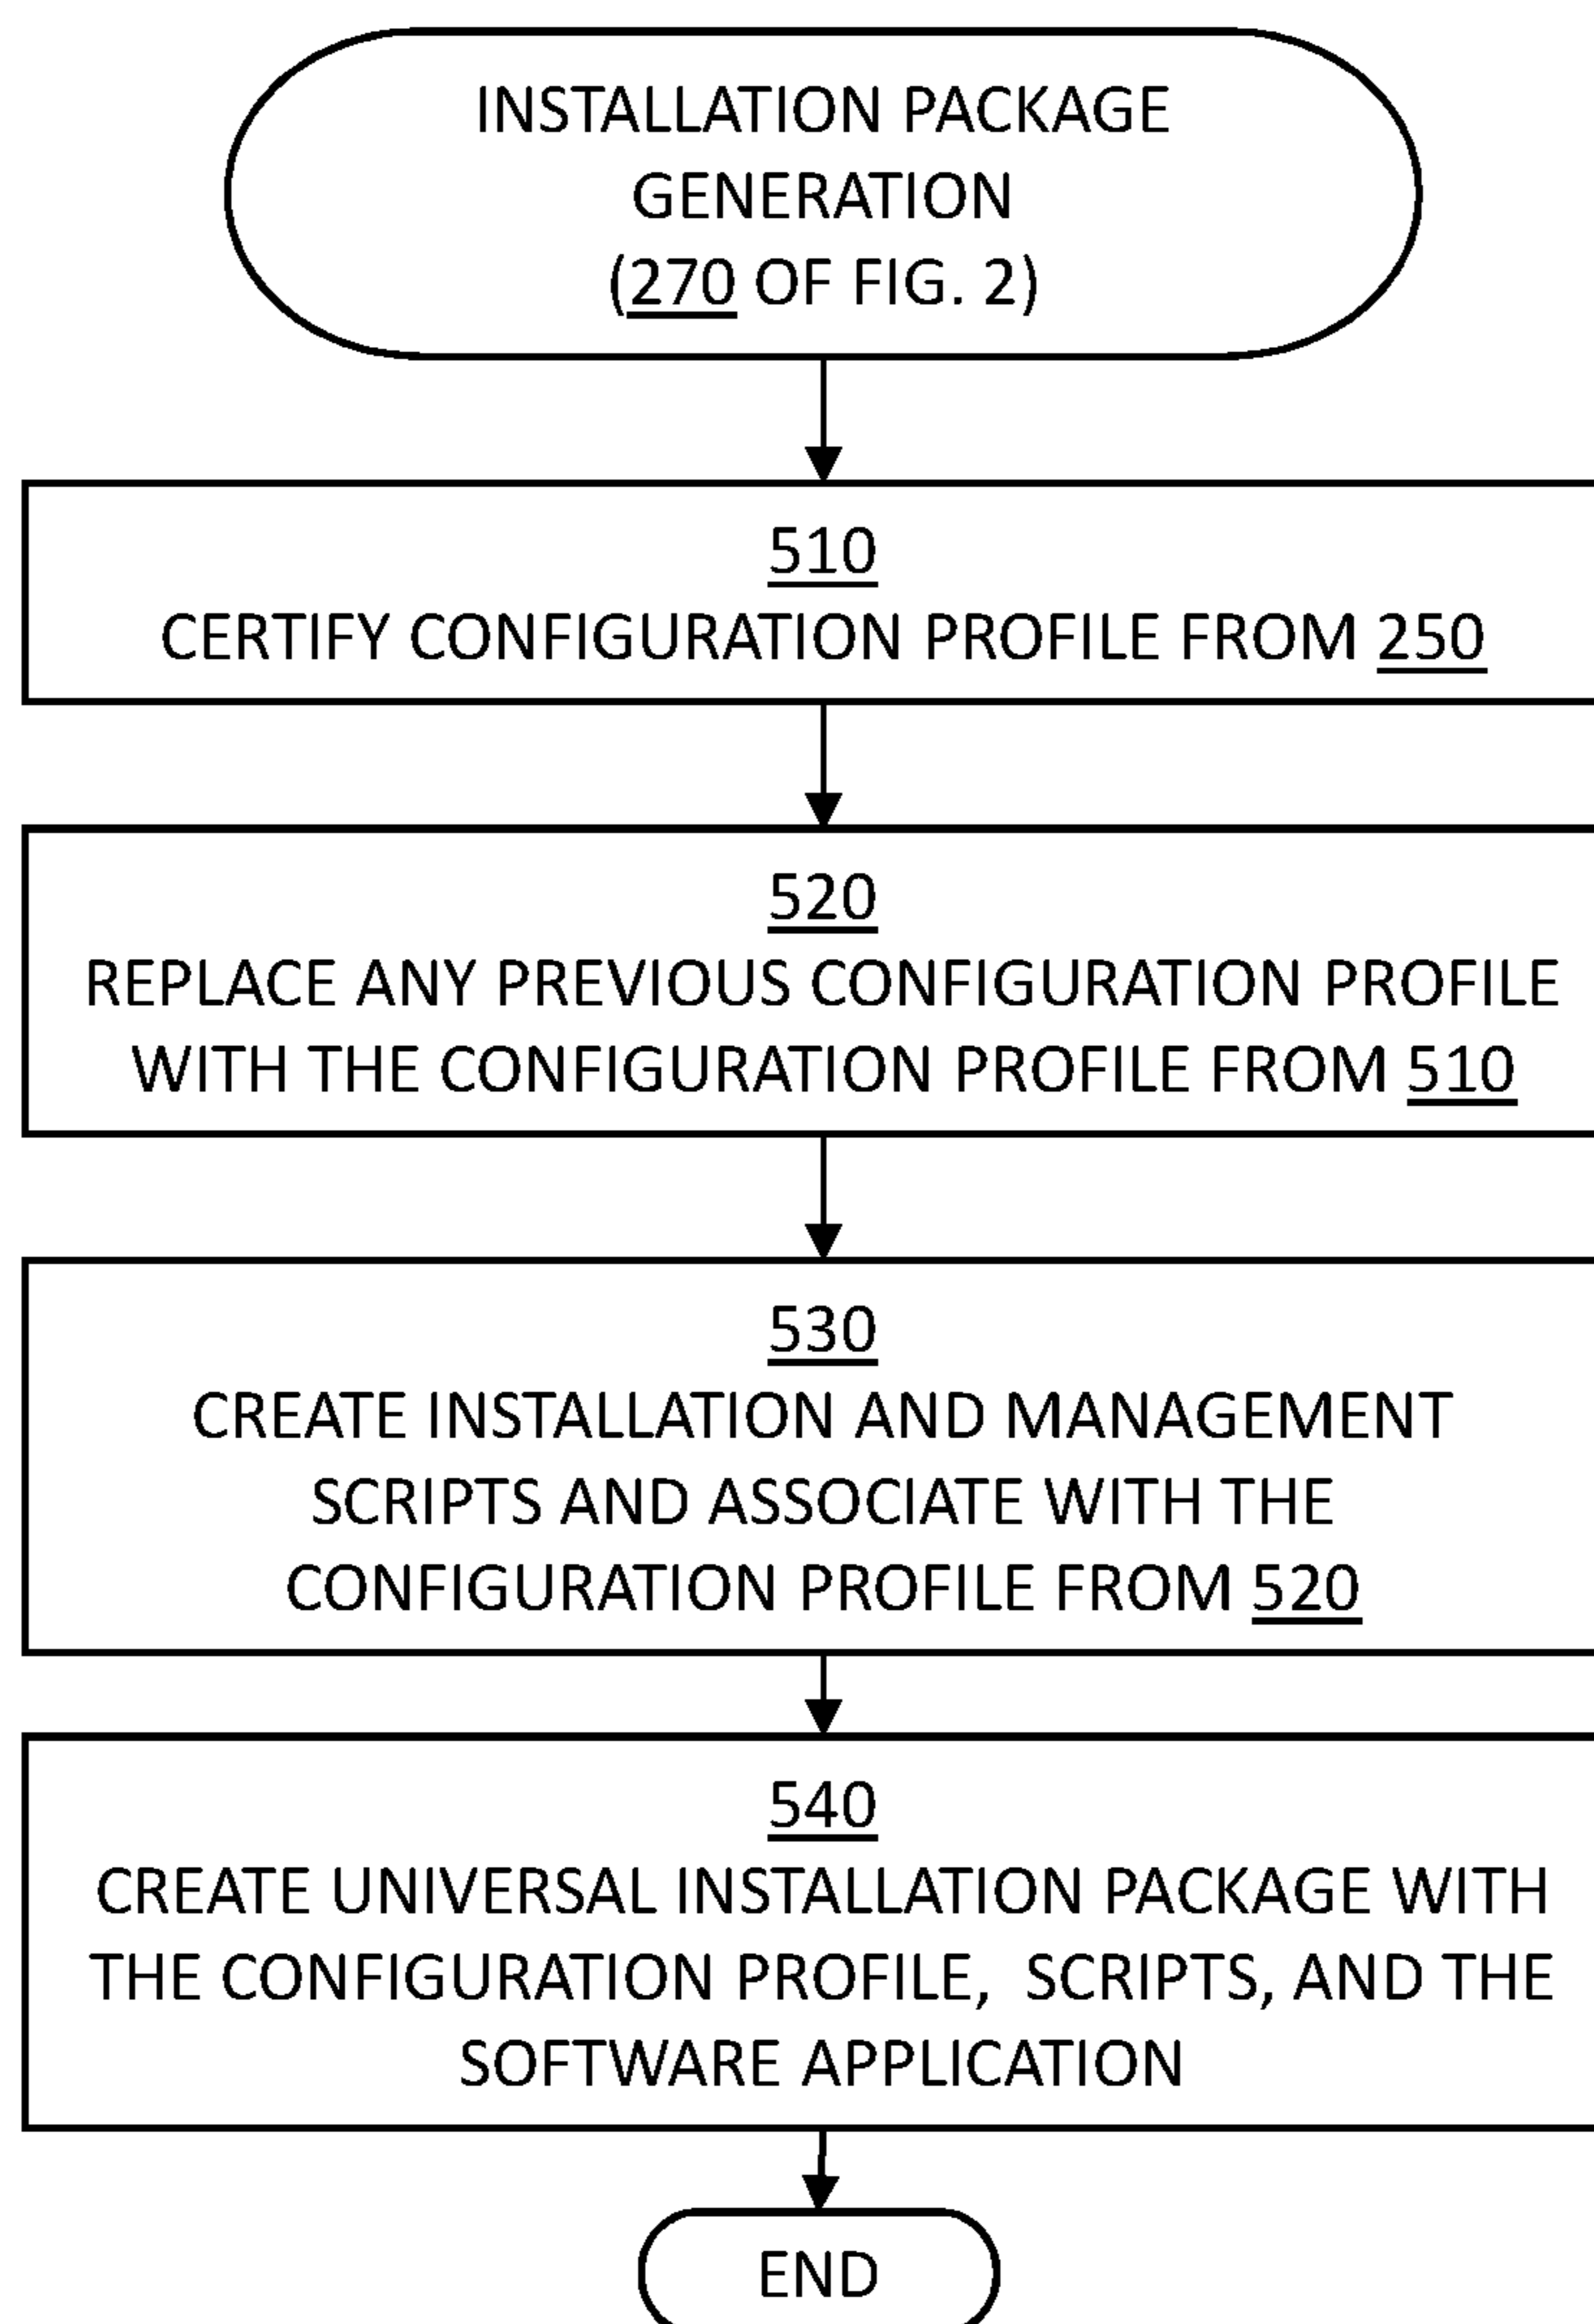 INSTALLATION PACKAGE
GENERATION
(270 OF FIG. 2)
510
CERTIFY CONFIGURATION PROFILE FROM 250
520
REPLACE ANY PREVIOUS CONFIGURATION PROFILE
WITH THE CONFIGURATION PROFILE FROM 510
530
CREATE INSTALLATION AND MANAGEMENT
SCRIPTS AND ASSOCIATE WITH THE
CONFIGURATION PROFILE FROM 520
540
CREATE UNIVERSAL INSTALLATION PACKAGE WITH
THE CONFIGURATION PROFILE, SCRIPTS, AND THE
SOFTWARE APPLICATION
END